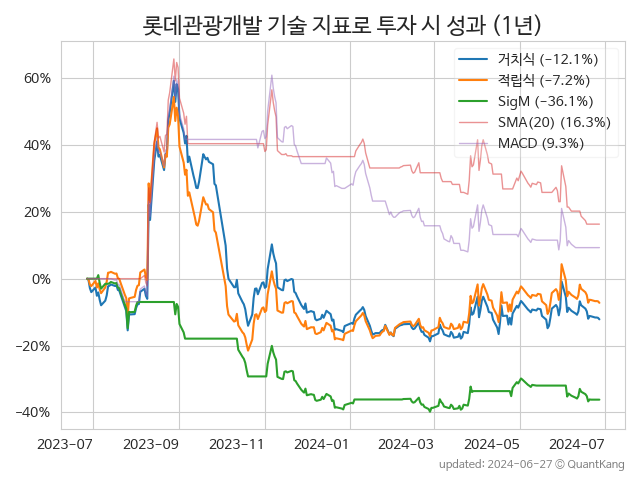 롯데관광개발 기술 지표로 투자 시 성과 (1년)
거치식 (−12.1%)
적립식 (−7.2%)
SigM (−36.1%)
SMA(20) (16.3%)
MACD (9.3%)
60%
40%
20%
0%
−20%
−40%
2023-07 2023-09 2023-11 2024-01 2024-03 2024-05 2024-07
updated: 2024-06-27 © QuantKang